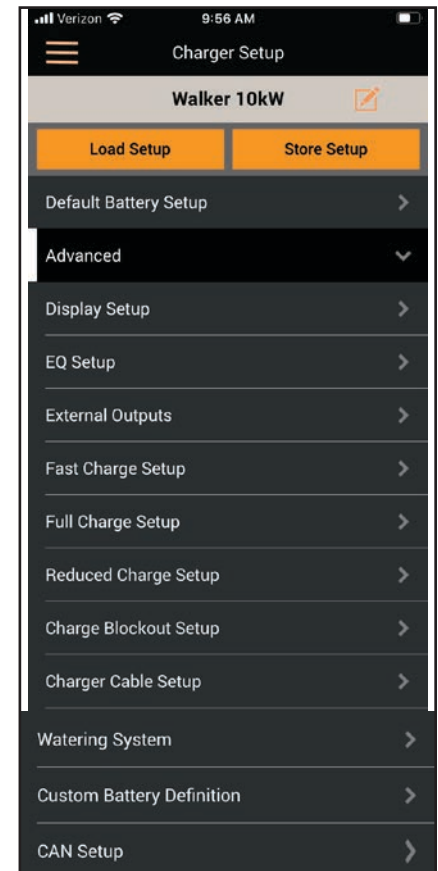 Verizon 9:56 AM
Charger Setup
Walker 10kW
Load Setup Store Setup
Default Battery Setup
Advanced
Display Setup
EQ Setup
External Outputs
Fast Charge Setup
Full Charge Setup
Reduced Charge Setup
Charge Blockout Setup
Charger Cable Setup
Watering System
Custom Battery Definition
CAN Setup